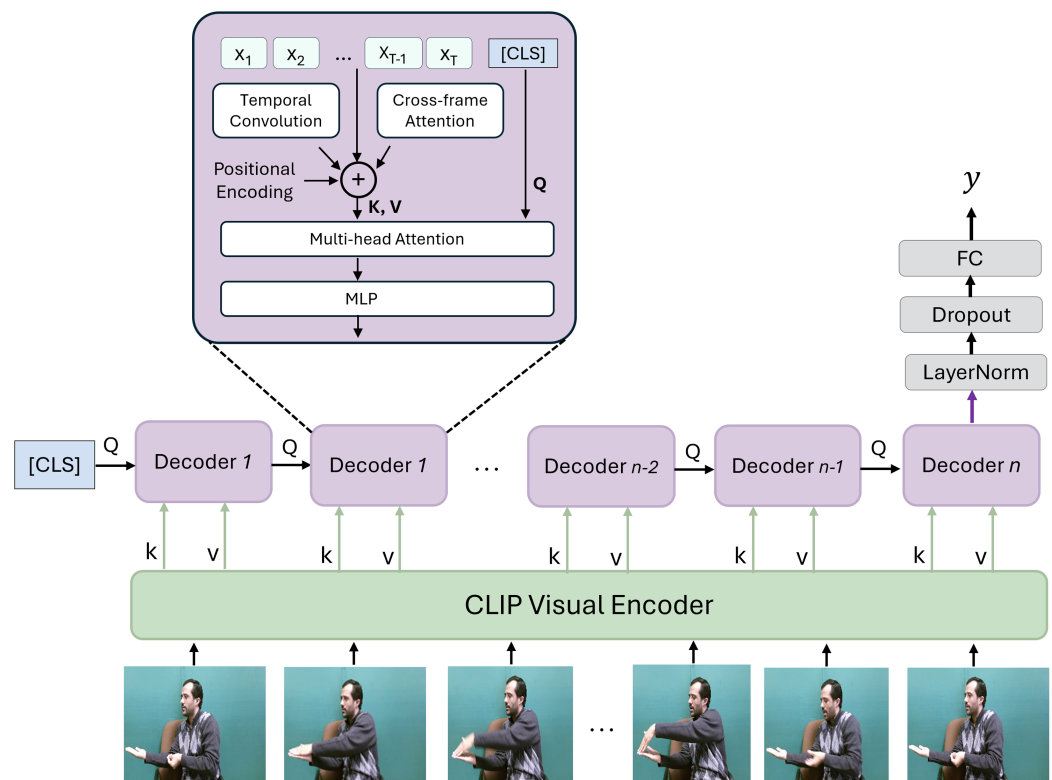 X1 X2 ... XT-1 XT [CLS]
Temporal
Convolution
Cross-frame
Attention
Positional
Encoding
+
Q
K, V
Multi-head Attention
MLP
y
FC
Dropout
LayerNorm
[CLS] Q Decoder 1 Q Decoder 1 ... Decoder n-2 Q Decoder n-1 Q Decoder n
k v k v k v k v k v
CLIP Visual Encoder
...